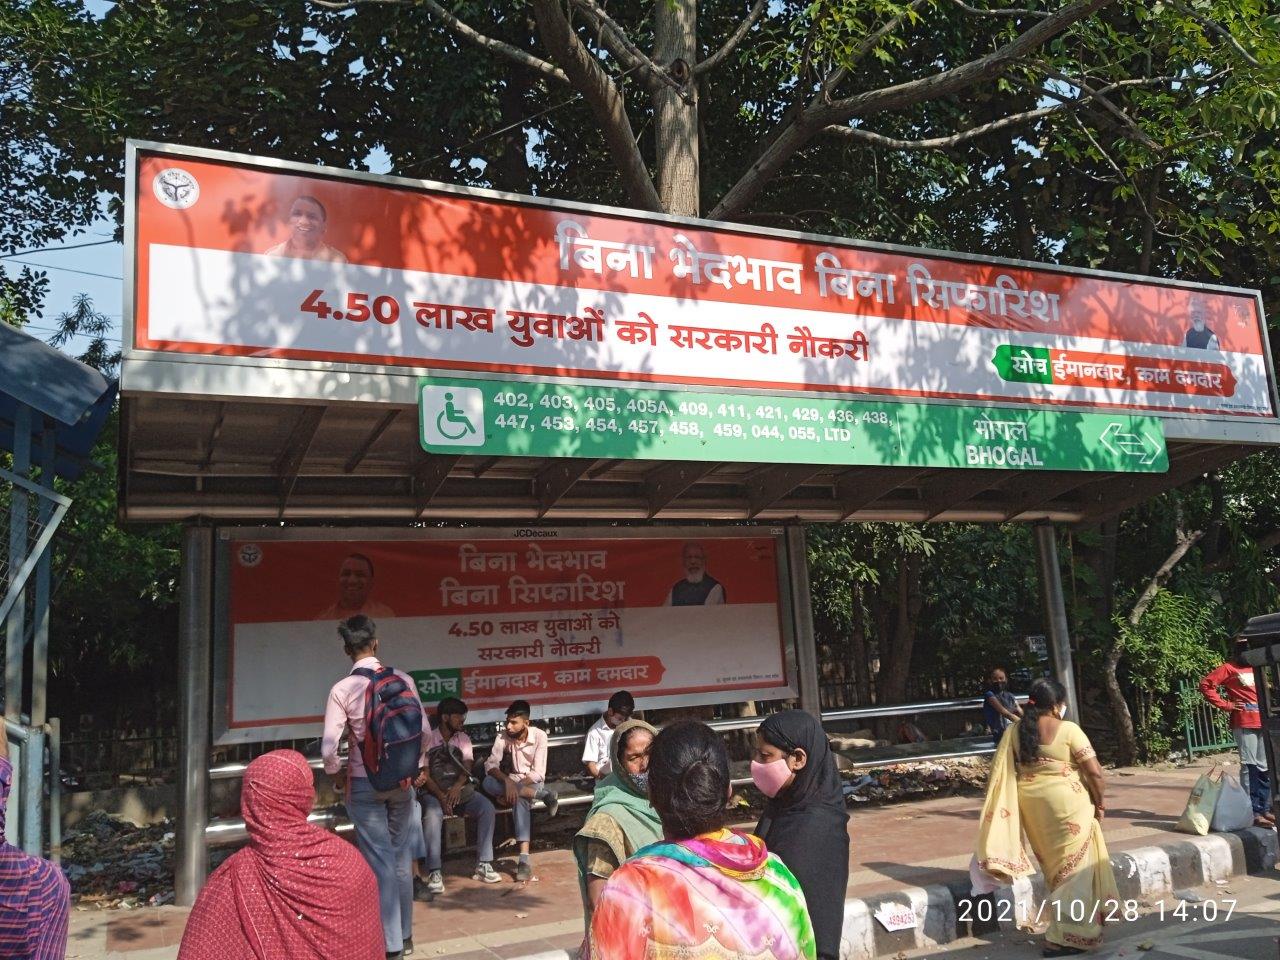 बिना भेदभाव बिना सिफारिश
4.50 लाख युवाओं को सरकारी नौकरी
सोच ईमानदार, काम दमदार
402, 403, 405, 405A, 409, 411, 421, 429, 436, 438,
447, 453, 454, 457, 458, 459, 044, 055, LTD
भोगल
BHOGAL
JCDecaux
बिना भेदभाव
बिना सिफारिश
4.50 लाख युवाओं को
सरकारी नौकरी
सोच ईमानदार, काम दमदार
2021/10/28 14:07